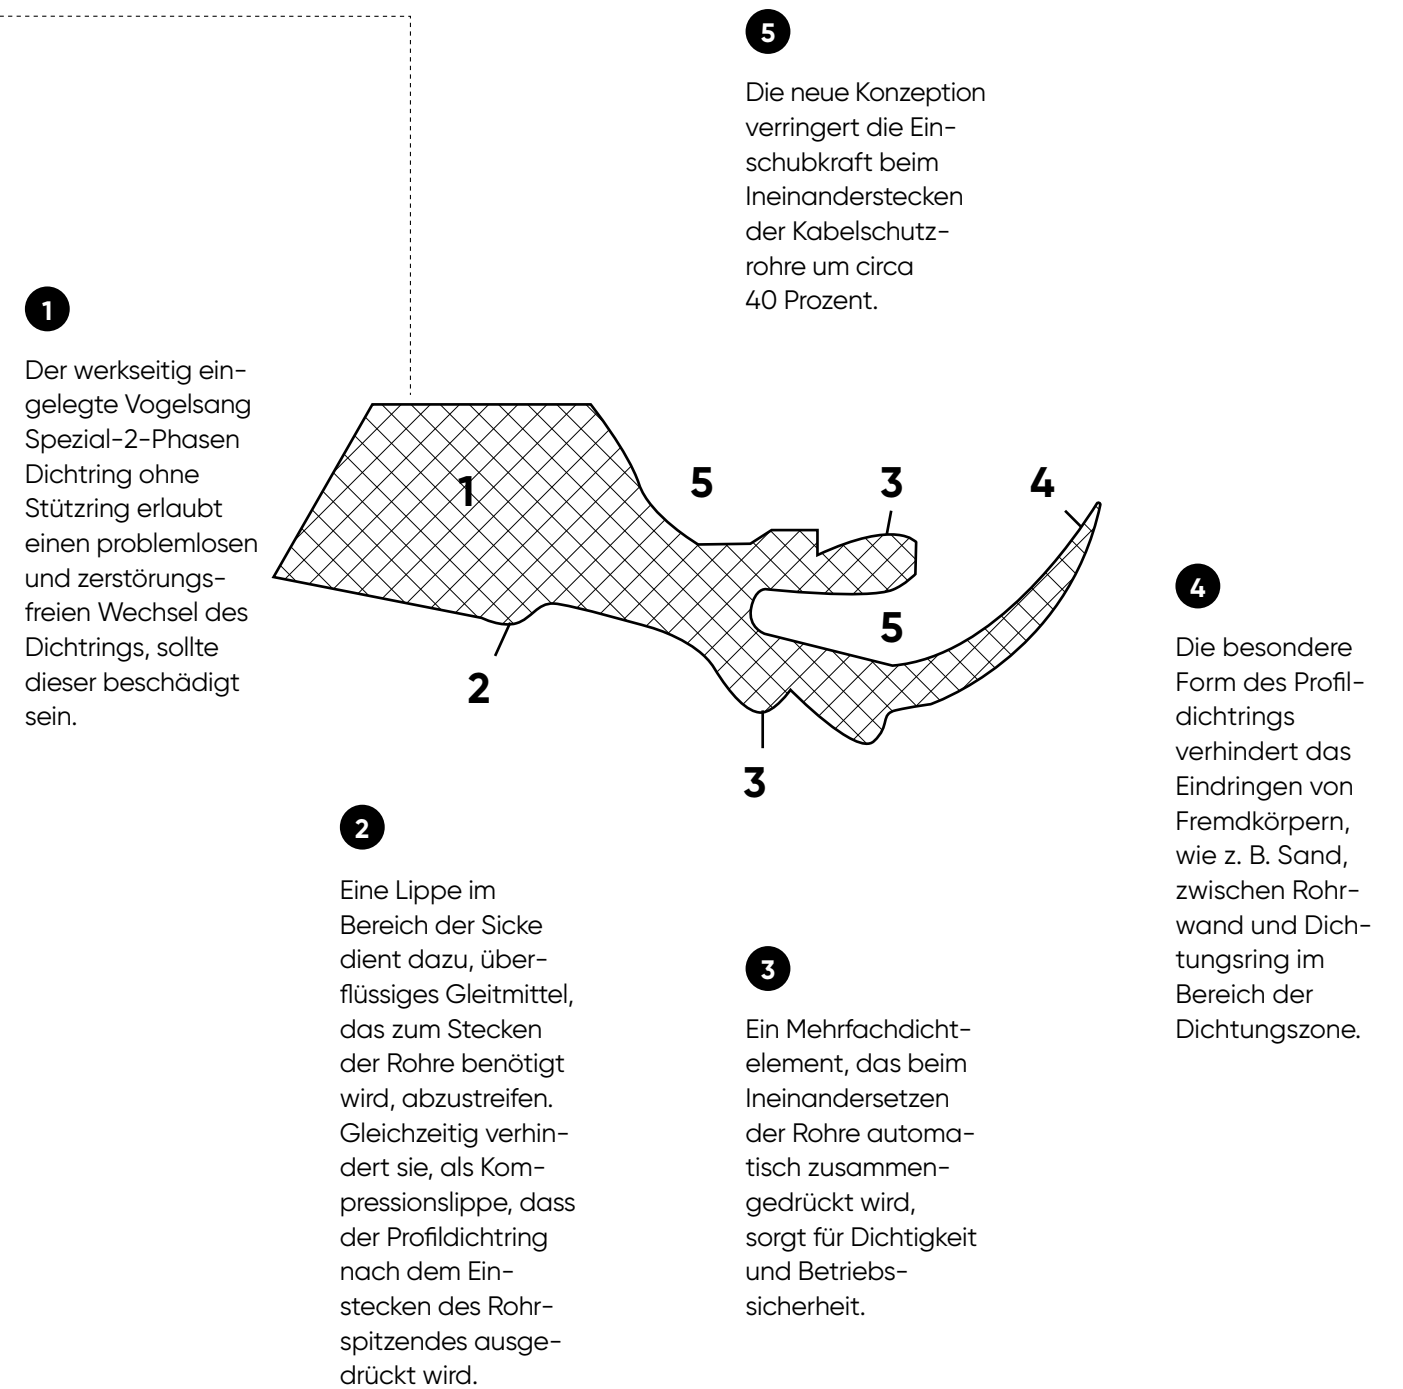 5
Die neue Konzeption
verringert die Ein-
schubkraft beim
Ineinanderstecken
der Kabelschutz-
rohre um circa
40 Prozent.
1
Der werkseitig ein-
gelegte Vogelsang
Spezial-2-Phasen
Dichtring ohne
Stützring erlaubt
einen problemlosen
und zerstörungs-
freien Wechsel des
Dichtrings, sollte
dieser beschädigt
sein.
1
5
3
4
5
2
3
4
Die besondere
Form des Profil-
dichtrings
verhindert das
Eindringen von
Fremdkörpern,
wie z. B. Sand,
zwischen Rohr-
wand und Dich-
tungsring im
Bereich der
Dichtungszone.
2
Eine Lippe im
Bereich der Sicke
dient dazu, über-
flüssiges Gleitmittel,
das zum Stecken
der Rohre benötigt
wird, abzustreifen.
Gleichzeitig verhin-
dert sie, als Kom-
pressionslippe, dass
der Profildichtring
nach dem Ein-
stecken des Rohr-
spitzendes ausge-
drückt wird.
3
Ein Mehrfachdicht-
element, das beim
Ineinandersetzen
der Rohre automa-
tisch zusammen-
gedrückt wird,
sorgt für Dichtigkeit
und Betriebs-
sicherheit.